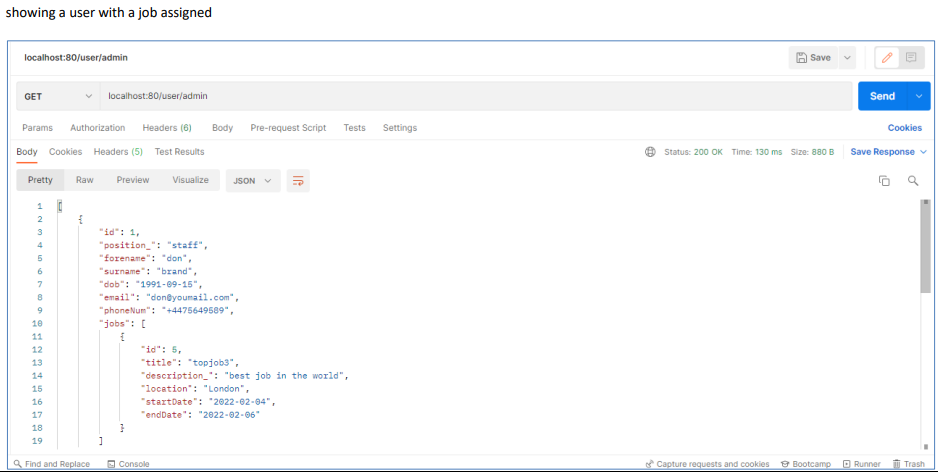 showing a user with a job assigned
localhost:80/user/admin
Save
GET
localhost:80/user/admin
Send
Params Authorization Headers (6) Body Pre-request Script Tests Settings Cookies
Body Cookies Headers (5) Test Results Status: 200 OK Time: 130 ms Size: 880 B Save Response
Pretty Raw Preview Visualize JSON
1 [
2 {
3 "id": 1,
4 "position_": "staff",
5 "forename": "don",
6 "surname": "brand",
7 "dob": "1991-09-15",
8 "email": "don@youmail.com",
9 "phoneNum": "+4475649589",
10 "jobs": [
11 {
12 "id": 5,
13 "title": "topjob3",
14 "description_": "best job in the world",
15 "location": "London",
16 "startDate": "2022-02-04",
17 "endDate": "2022-02-06"
18 }
19 ]
Find and Replace Console Capture requests and cookies Bootcamp Runner Trash